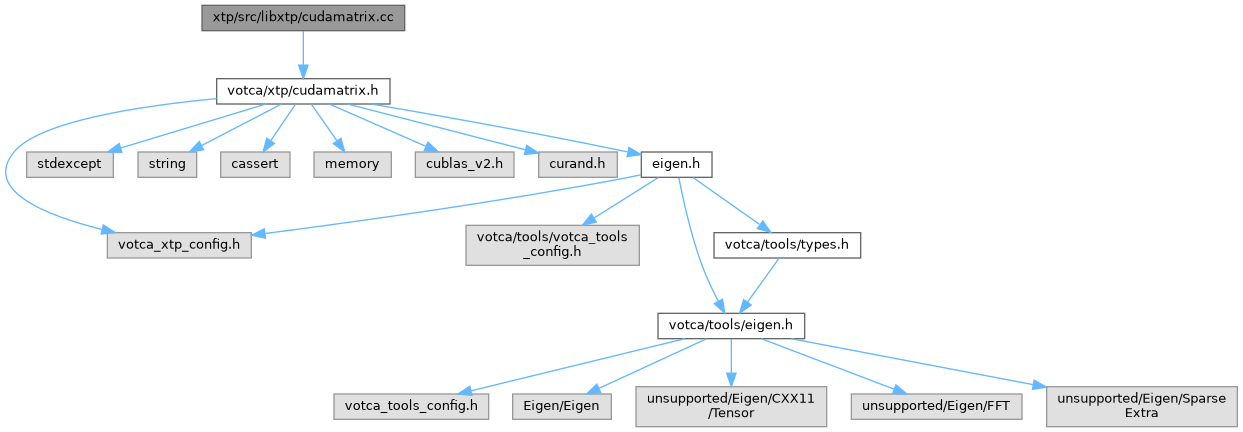 xtp/src/libxtp/cudamatrix.cc
votca/xtp/cudamatrix.h
stdexcept
string
cassert
memory
cublas_v2.h
curand.h
eigen.h
votca_xtp_config.h
votca/tools/votca_tools
_config.h
votca/tools/types.h
votca/tools/eigen.h
votca_tools_config.h
Eigen/Eigen
unsupported/Eigen/CXX11
/Tensor
unsupported/Eigen/FFT
unsupported/Eigen/Sparse
Extra